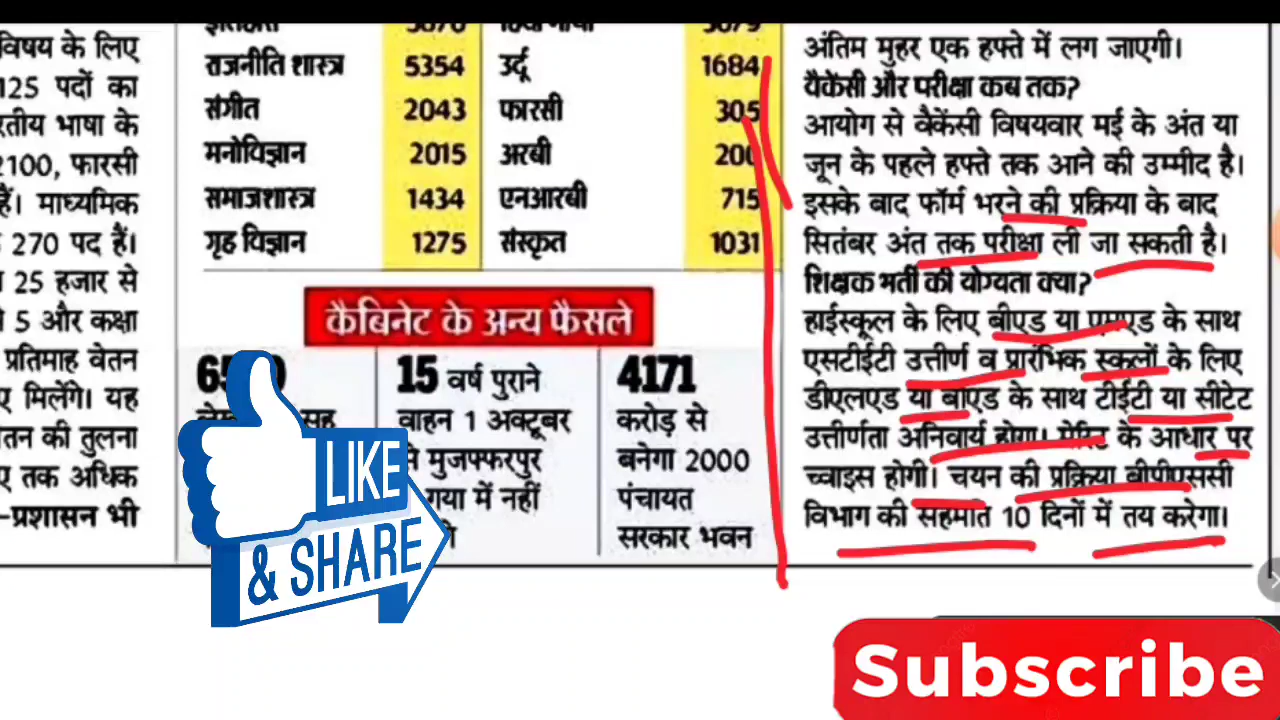 विषय के लिए
125 पदों का
रतीय भाषा के
2100, फारसी
हैं। माध्यमिक
270 पद हैं।
25 हजार से
5 और कक्षा
प्रतिमाह वेतन
मिलेंगे। यह
तन की तुलना
ए तक अधिक
-प्रशासन भी
राजनीति शास्त्र 5354 उर्दू 1684
संगीत 2043 फारसी 305
मनोविज्ञान 2015 अरबी 200
समाजशास्त्र 1434 एनआरबी 715
गृह विज्ञान 1275 संस्कृत 1031
कैबिनेट के अन्य फैसले
15 वर्ष पुराने
वाहन 1 अक्टूबर
से मुजफ्फरपुर
गया में नहीं
4171
करोड़ से
बनेगा 2000
पंचायत
सरकार भवन
अंतिम मुहर एक हफ्ते में लग जाएगी।
वैकेंसी और परीक्षा कब तक?
आयोग से वैकेंसी विषयवार मई के अंत या
जून के पहले हफ्ते तक आने की उम्मीद है।
इसके बाद फॉर्म भरने की प्रक्रिया के बाद
सितंबर अंत तक परीक्षा ली जा सकती है।
शिक्षक भर्ती की योग्यता क्या?
हाईस्कूल के लिए बीएड या एमएड के साथ
एसटीईटी उत्तीर्ण व प्रारंभिक स्कूलों के लिए
डीएलएड या बीएड के साथ टीईटी या सीटेट
उत्तीर्णता अनिवार्य होगा। मेरिट के आधार पर
च्वाइस होगी। चयन की प्रक्रिया बीपीएससी
विभाग की सहमति 10 दिनों में तय करेगा।
LIKE
& SHARE
Subscribe